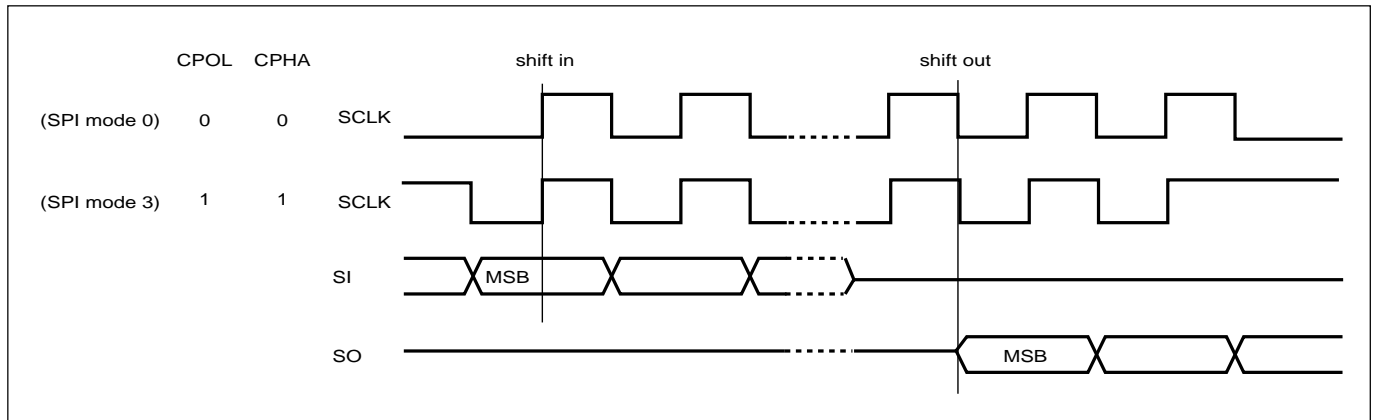 CPOL CPHA shift in shift out
(SPI mode 0) 0 0 SCLK
(SPI mode 3) 1 1 SCLK
SI MSB
SO MSB